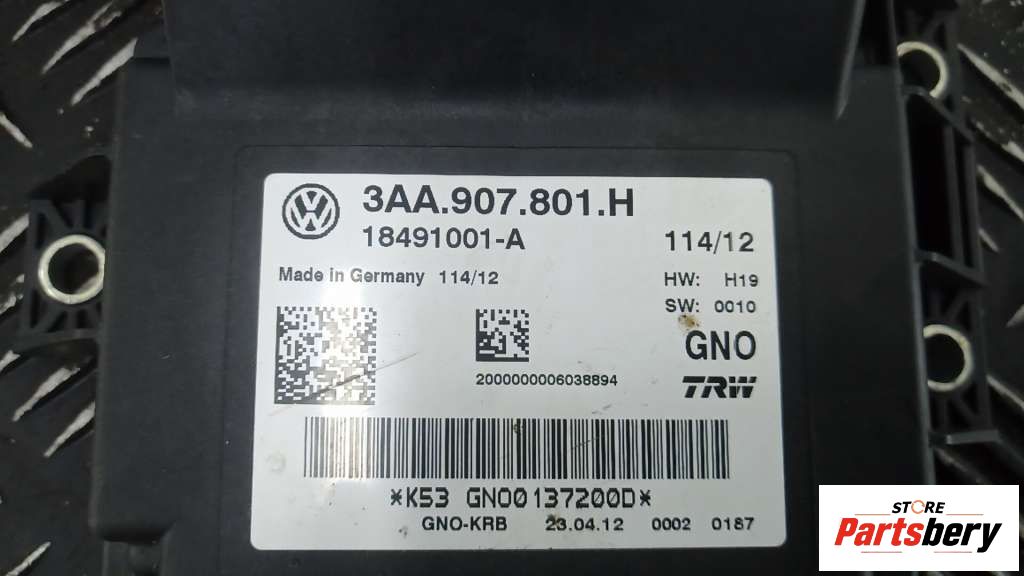 3AA.907.801.H
18491001-A 114/12
Made in Germany 114/12 HW: H19
SW: 0010
GNO
2000000006038894 TRW
*K53 GNO0137200D*
GNO-KRB 23.04.12 0002 0187
STORE
Partsbery